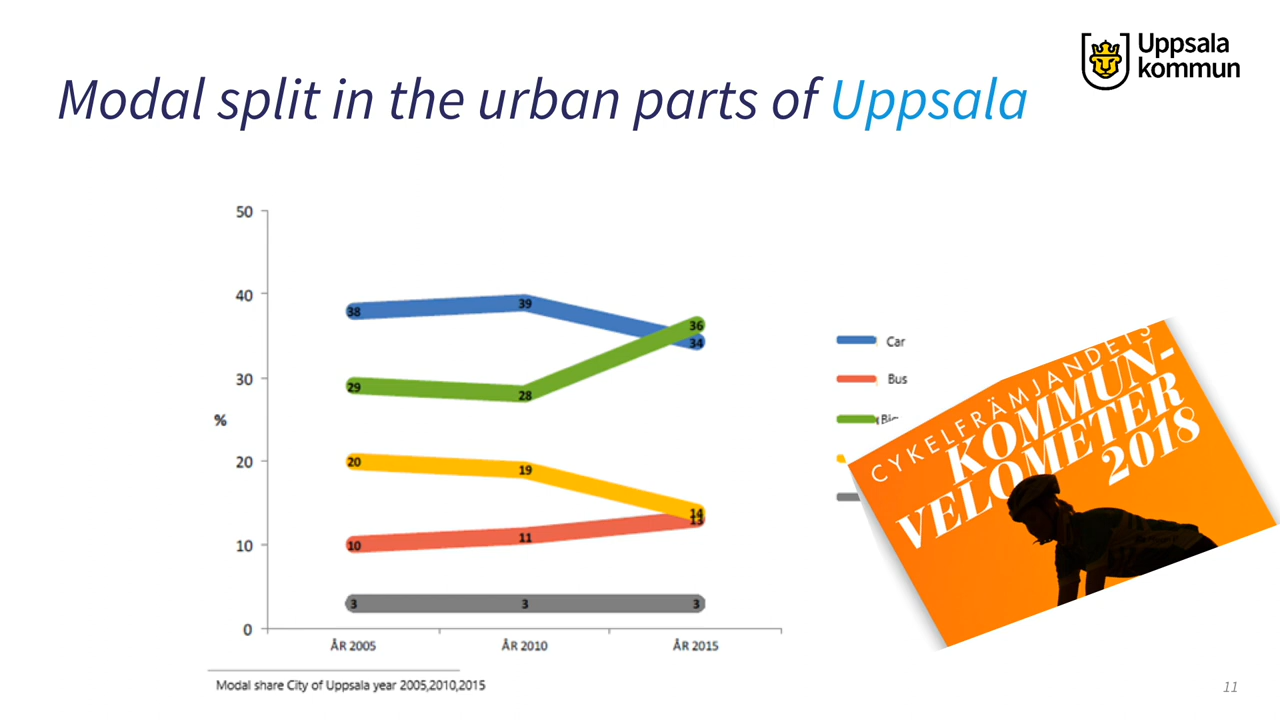 Modal split in the urban parts of Uppsala
Uppsala
kommun
50
40
30
%
20
10
0
38
39
34
29
28
36
20
19
14
10
11
13
3
3
3
ÅR 2005
ÅR 2010
ÅR 2015
Car
Bus
CYKELFRÄMJANDETS
KOMMUN-
VELOMETER
2018
Modal share City of Uppsala year 2005,2010,2015
11